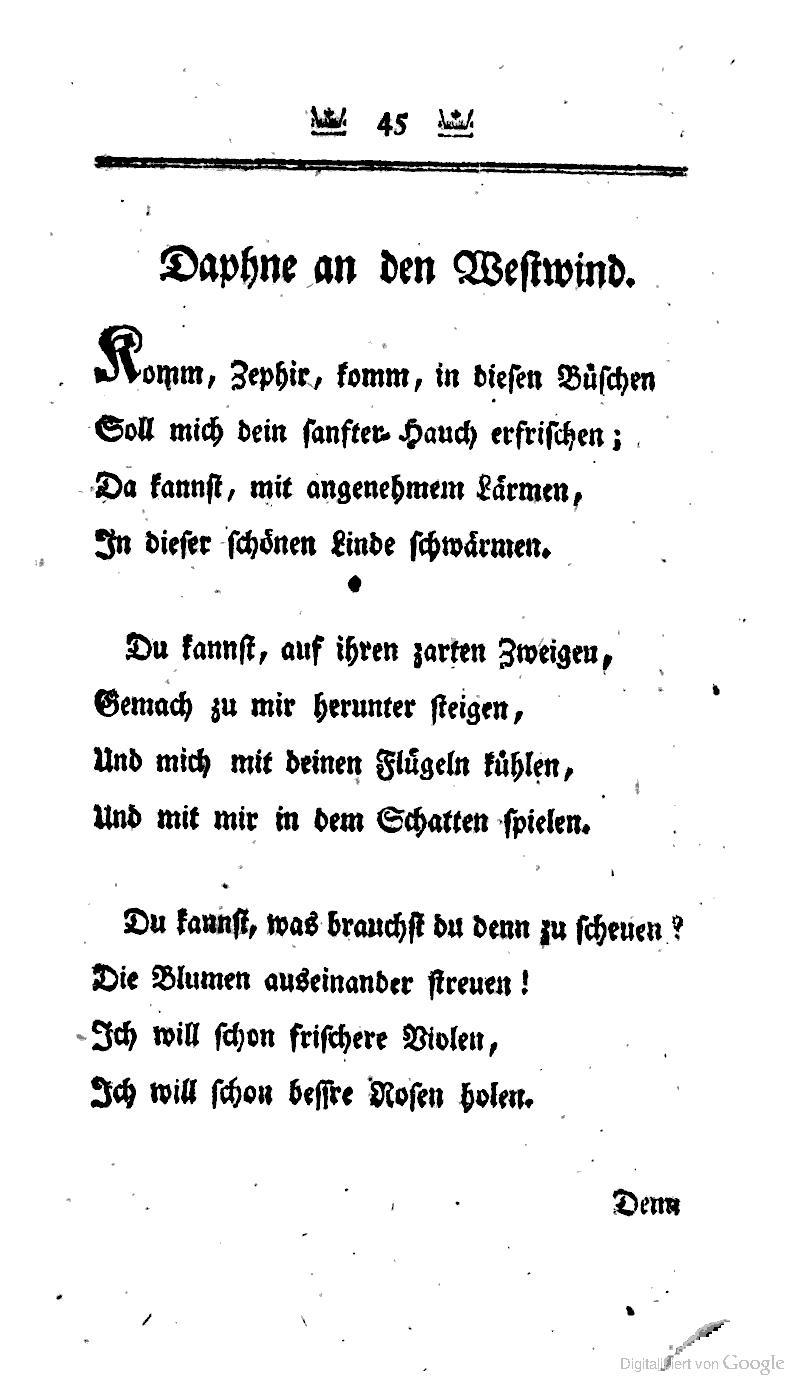 45
Daphne an den Westwind.
Komm, Zephir, komm, in diesen Büschen
Soll mich dein sanfter Hauch erfrischen;
Da kannst, mit angenehmem Lärmen,
In dieser schönen Linde schwärmen.
Du kannst, auf ihren zarten Zweigen,
Gemach zu mir herunter steigen,
Und mich mit deinen Flügeln kühlen,
Und mit mir in dem Schatten spielen.
Du kannst, was brauchst du denn zu scheuen?
Die Blumen auseinander streuen!
Ich will schon frischere Violen,
Ich will schon bessre Rosen holen.
Denn
Digitalisiert von Google